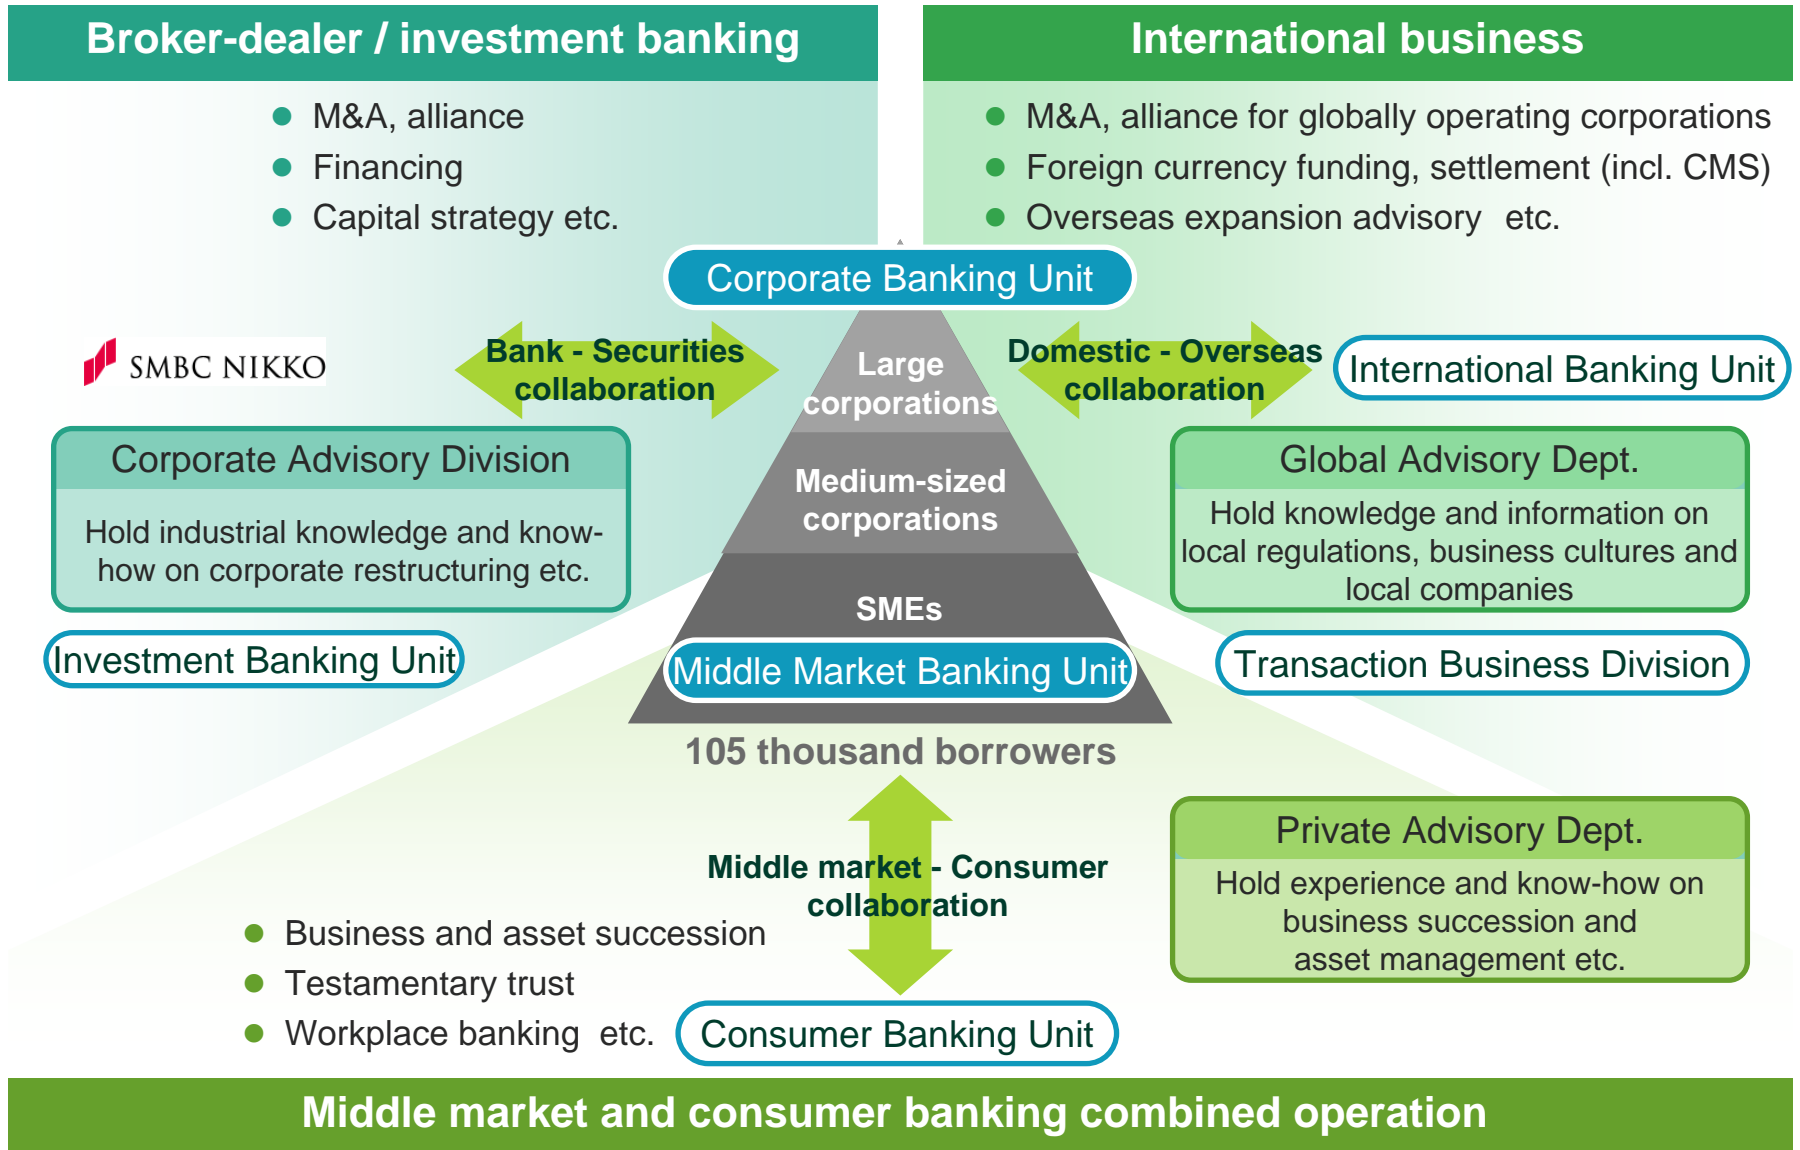 Broker-dealer / investment banking
International business
M&A, alliance
Financing
Capital strategy etc.
M&A, alliance for globally operating corporations
Foreign currency funding, settlement (incl. CMS)
Overseas expansion advisory etc.
Corporate Banking Unit
SMBC NIKKO
Bank - Securities
collaboration
Large
corporations
Domestic - Overseas
collaboration
International Banking Unit
Corporate Advisory Division
Hold industrial knowledge and know-
how on corporate restructuring etc.
Medium-sized
corporations
Global Advisory Dept.
Hold knowledge and information on
local regulations, business cultures and
local companies
Investment Banking Unit
SMEs
Middle Market Banking Unit
Transaction Business Division
105 thousand borrowers
Middle market - Consumer
collaboration
Private Advisory Dept.
Hold experience and know-how on
business succession and
asset management etc.
Business and asset succession
Testamentary trust
Workplace banking etc.
Consumer Banking Unit
Middle market and consumer banking combined operation